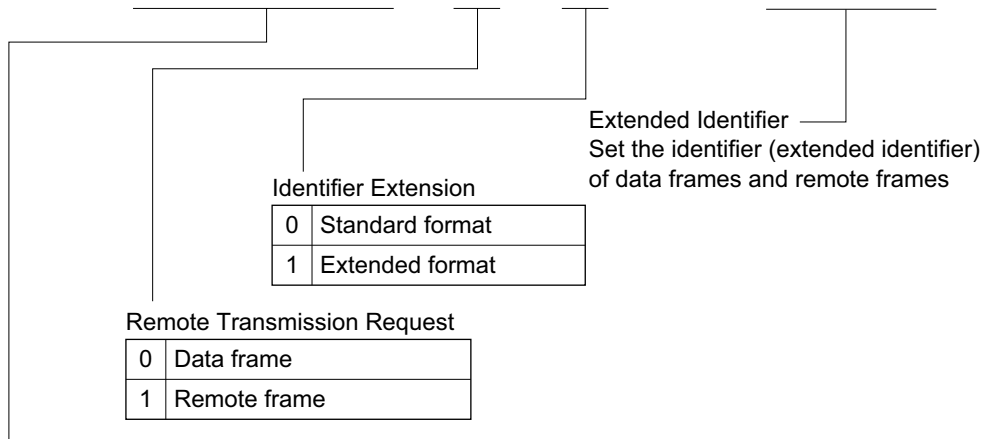 Extended Identifier
Set the identifier (extended identifier)
of data frames and remote frames
Identifier Extension
0 Standard format
1 Extended format
Remote Transmission Request
0 Data frame
1 Remote frame